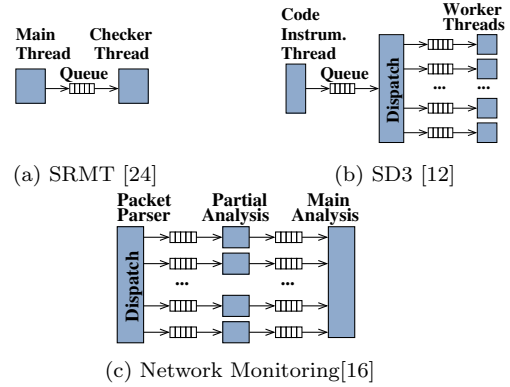 Main
Thread
Checker
Thread
Queue
(a) SRMT [24]
Code
Instrum.
Thread
Queue
Dispatch
Worker
Threads
...
...
(b) SD3 [12]
Packet
Parser
Partial
Analysis
Main
Analysis
Dispatch
...
...
(c) Network Monitoring[16]